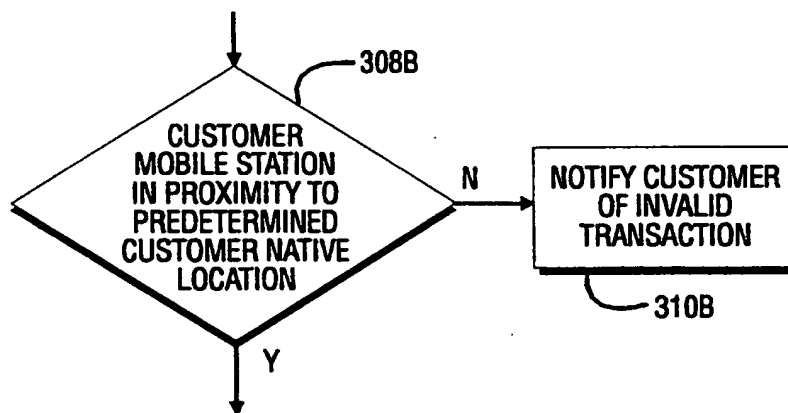 308B
CUSTOMER
MOBILE STATION
IN PROXIMITY TO
PREDETERMINED
CUSTOMER NATIVE
LOCATION
N
NOTIFY CUSTOMER
OF INVALID
TRANSACTION
310B
Y